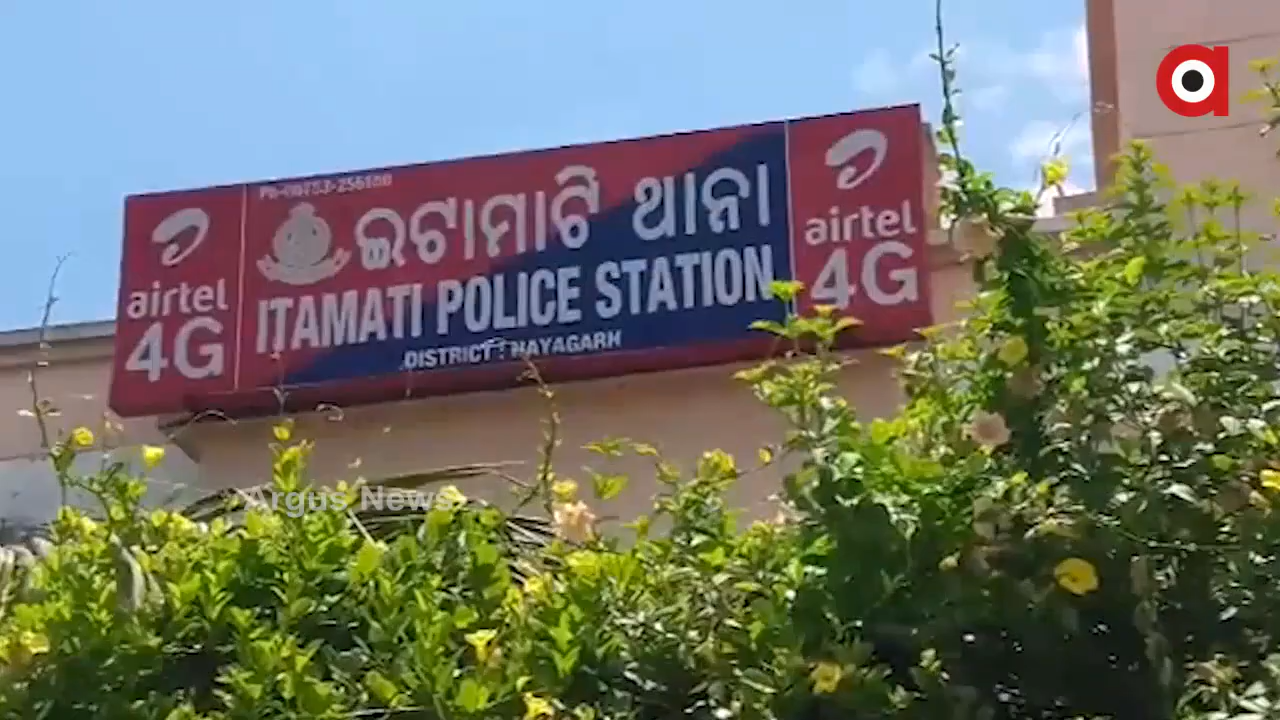 airtel
4G
ଇଟାମାଟି ଥାନା
ITAMATI POLICE STATION
DISTRICT : NAYAGARH
airtel
4G
Argus News